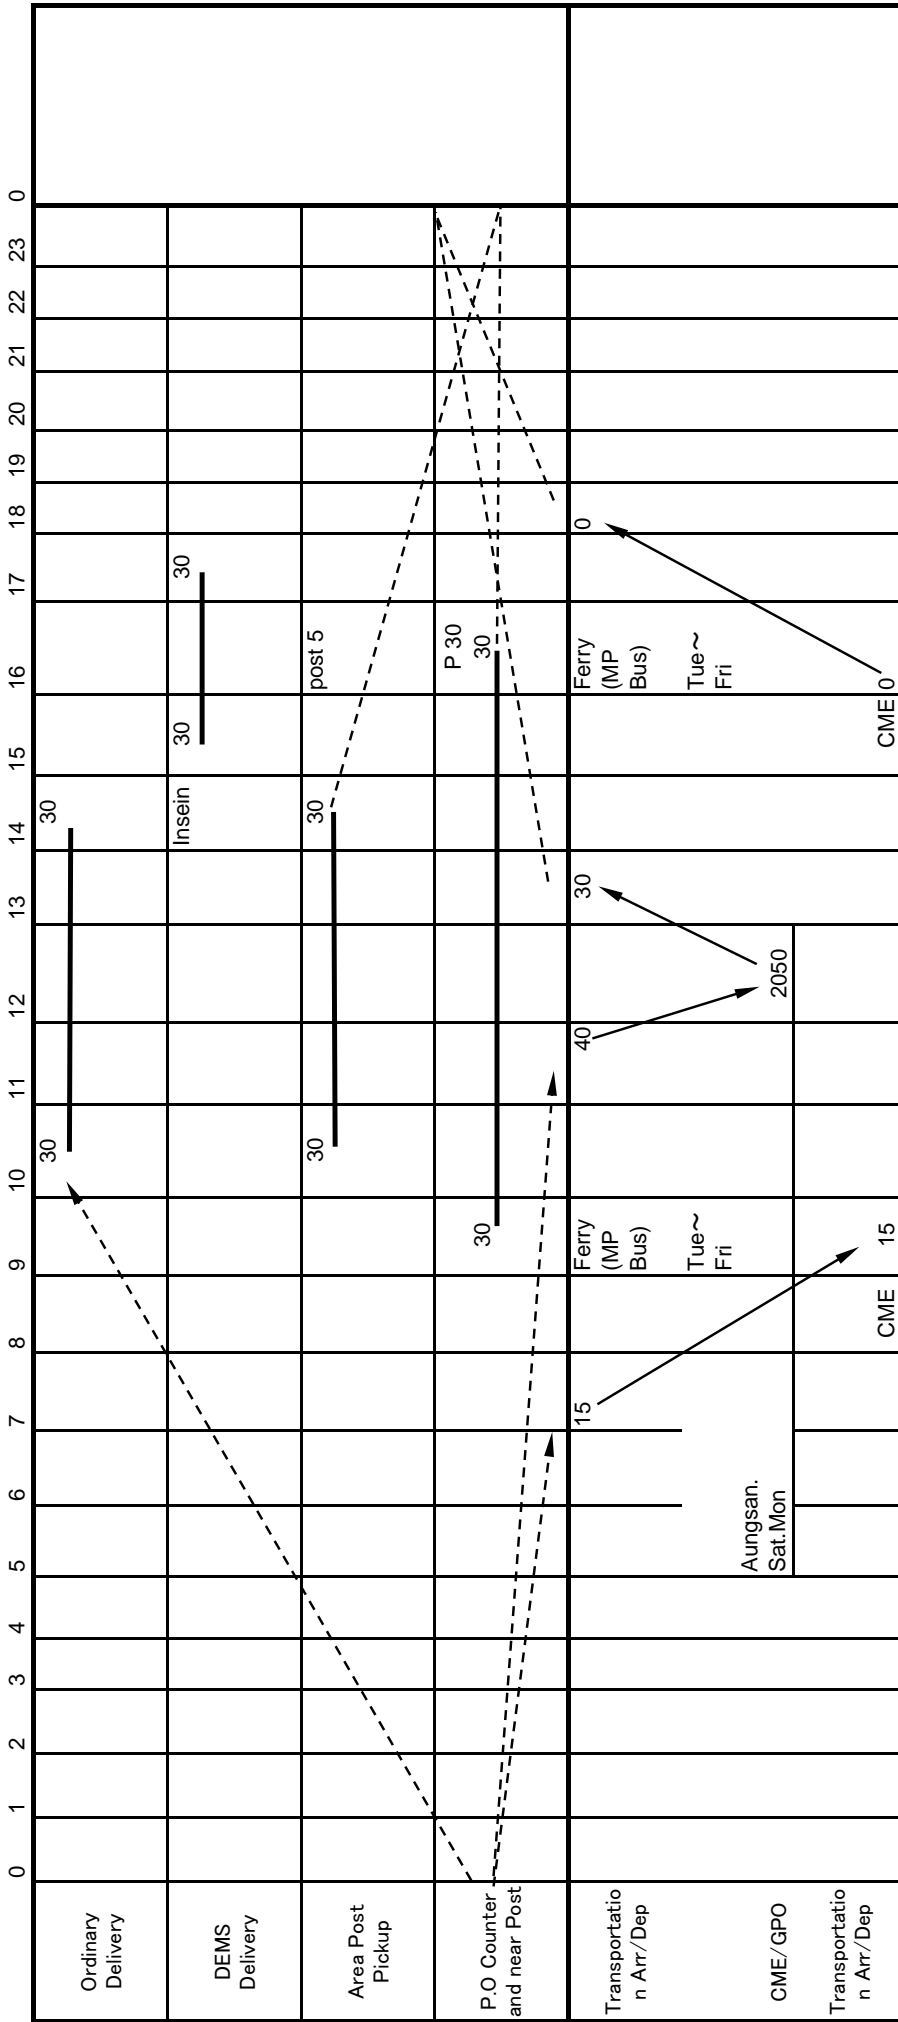 0 1 2 3 4 5 6 7 8 9 10 11 12 13 14 15 16 17 18 19 20 21 22 23 0
Ordinary
Delivery
30
30
DEMS
Delivery
Insein
30
30
Area Post
Pickup
30
30
post 5
P.O Counter
and near Post
30
P 30
30
Transportatio
n Arr/Dep
15
Ferry
(MP
Bus)
Tue~
Fri
40
30
Ferry
(MP
Bus)
Tue~
Fri
0
CME/GPO
Aungsan.
Sat.Mon
2050
Transportatio
n Arr/Dep
CME
15
CME
0